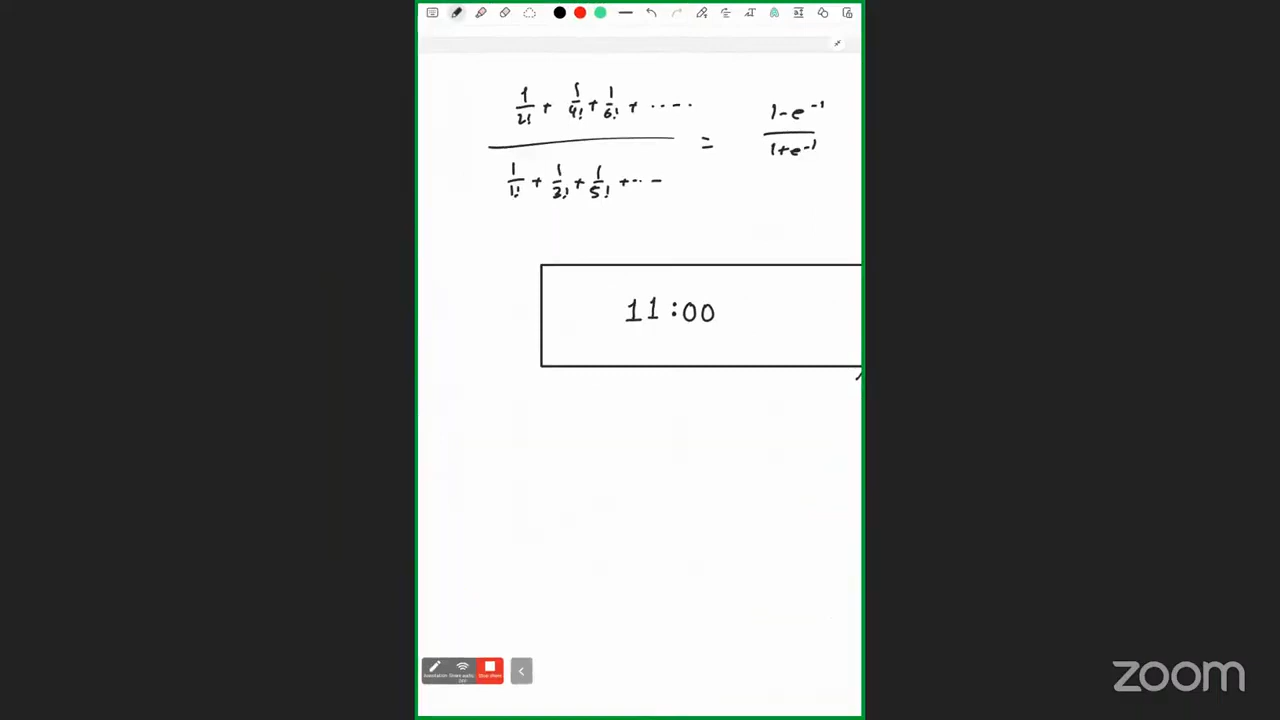 1/2! + 1/4! + 1/6! + ..... = 1-e⁻¹
1/1! + 1/3! + 1/5! + ... 1+e⁻¹
11:00
zoom